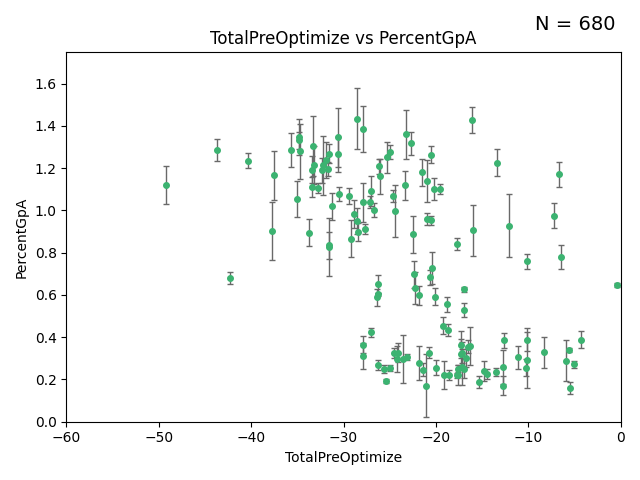 N = 680
TotalPreOptimize vs PercentGpA
PercentGpA
1.6
1.4
1.2
1.0
0.8
0.6
0.4
0.2
0.0
−60 −50 −40 −30 −20 −10 0
TotalPreOptimize